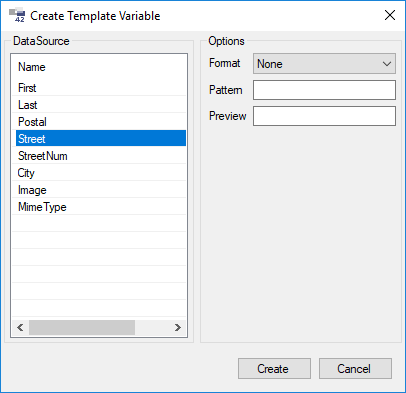 42 Create Template Variable
DataSource
Name
First
Last
Postal
Street
StreetNum
City
Image
MimeType
Options
Format None
Pattern
Preview
Create Cancel